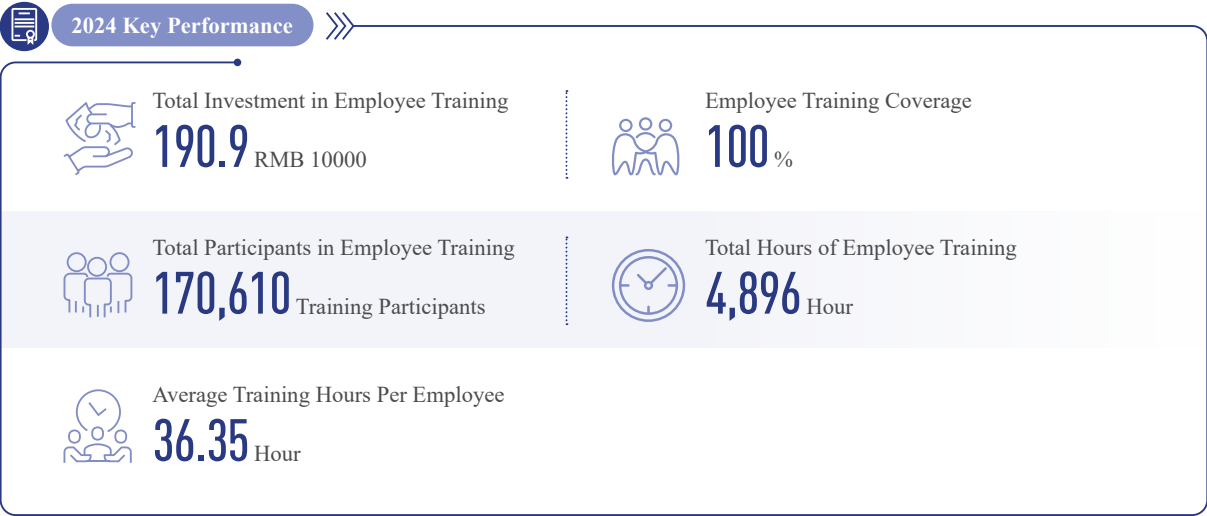 2024 Key Performance
Total Investment in Employee Training
190.9 RMB 10000
Employee Training Coverage
100 %
Total Participants in Employee Training
170,610 Training Participants
Total Hours of Employee Training
4,896 Hour
Average Training Hours Per Employee
36.35 Hour